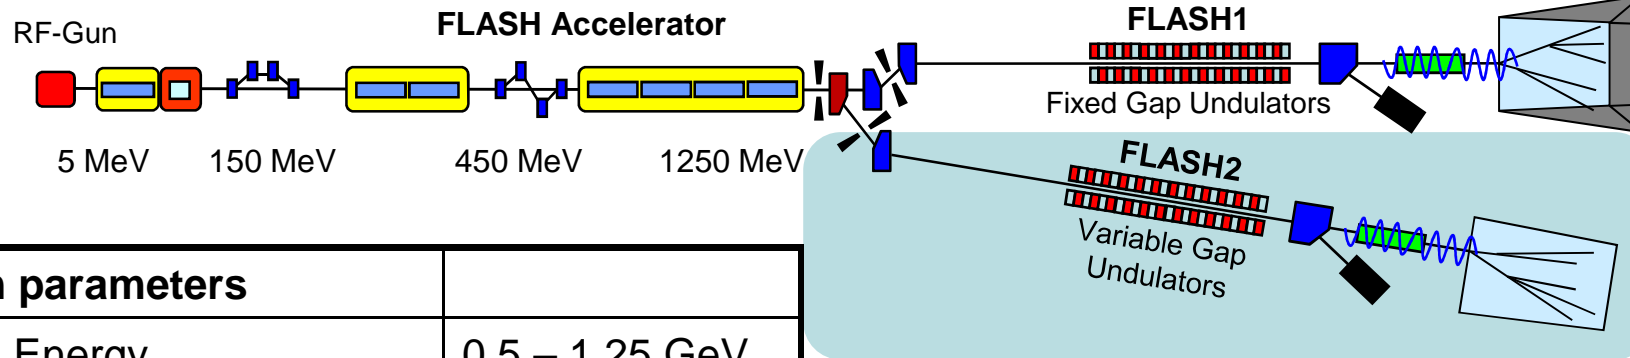 RF-Gun
FLASH Accelerator
FLASH1
Fixed Gap Undulators
5 MeV
150 MeV
450 MeV
1250 MeV
FLASH2
Variable Gap
Undulators
parameters
Energy
0.5 – 1.25 GeV